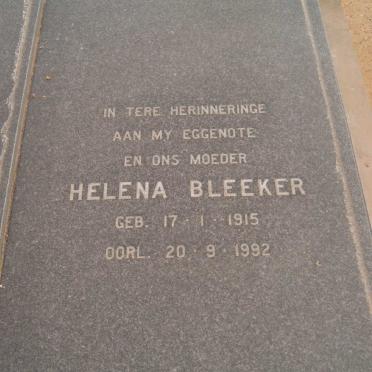 IN TERE HERINNERINGE
AAN MY EGGENOTE
EN ONS MOEDER
HELENA BLEEKER
GEB. 17 · 1 · 1915
OORL. 20 · 9 · 1992